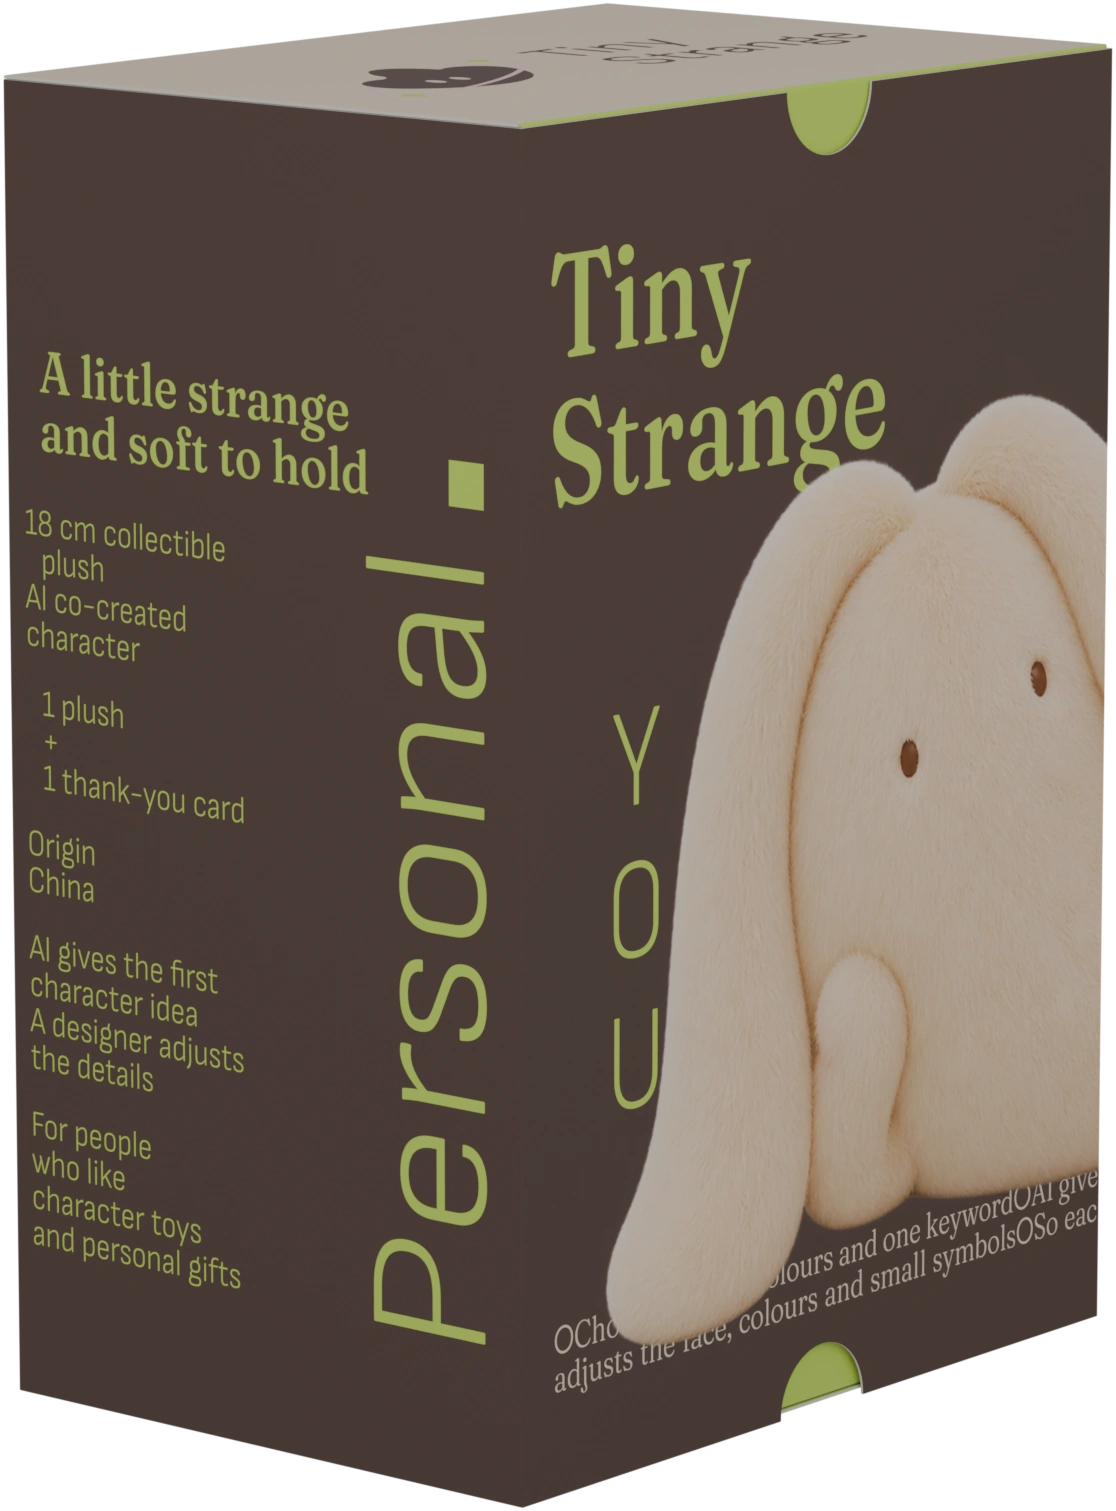 Tiny
Strange
A little strange
and soft to hold
18 cm collectible
plush
AI co-created
character
1 plush
+
1 thank-you card
Origin
China
AI gives the first
character idea
A designer adjusts
the details
For people
who like
character toys
and personal gifts
Personal
Tiny
Strange
YOU
OCho
olours and one keywordOAI give
adjusts the face, colours and small symbolsOSo eac